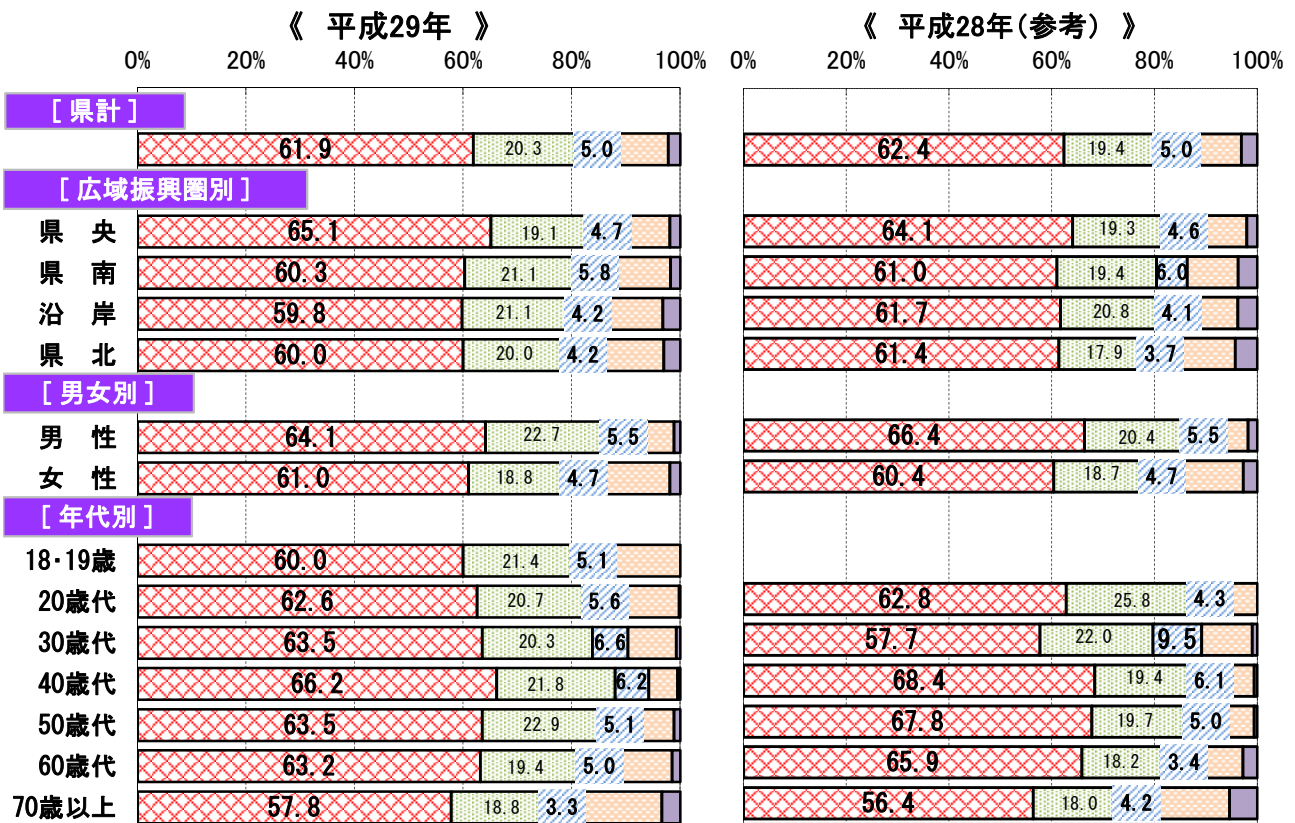 《 平成29年 》 《 平成28年(参考) 》
0% 20% 40% 60% 80% 100% 0% 20% 40% 60% 80% 100%
[ 県計 ]
61.9 20.3 5.0 62.4 19.4 5.0
[ 広域振興圏別 ]
県 央 65.1 19.1 4.7 64.1 19.3 4.6
県 南 60.3 21.1 5.8 61.0 19.4 6.0
沿 岸 59.8 21.1 4.2 61.7 20.8 4.1
県 北 60.0 20.0 4.2 61.4 17.9 3.7
[ 男女別 ]
男 性 64.1 22.7 5.5 66.4 20.4 5.5
女 性 61.0 18.8 4.7 60.4 18.7 4.7
[ 年代別 ]
18・19歳 60.0 21.4 5.1
20歳代 62.6 20.7 5.6 62.8 25.8 4.3
30歳代 63.5 20.3 6.6 57.7 22.0 9.5
40歳代 66.2 21.8 6.2 68.4 19.4 6.1
50歳代 63.5 22.9 5.1 67.8 19.7 5.0
60歳代 63.2 19.4 5.0 65.9 18.2 3.4
70歳以上 57.8 18.8 3.3 56.4 18.0 4.2